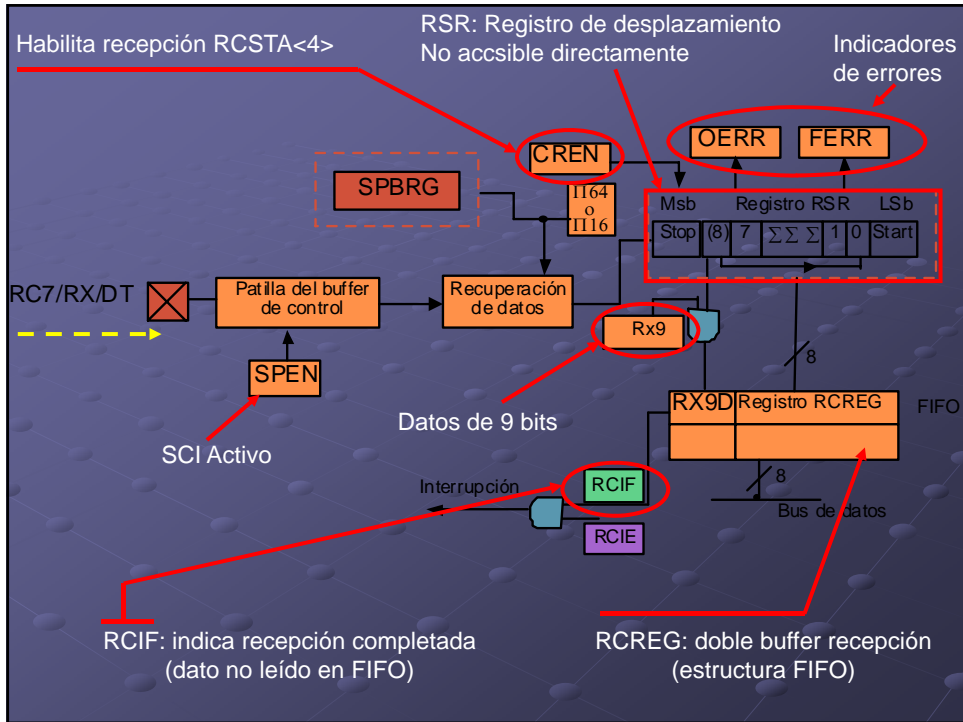 RSR: Registro de desplazamiento
No accsible directamente
Habilita recepción RCSTA<4>
Indicadores
de errores
OERR
FERR
CREN
SPBRG
Π64
o
Π16
Msb Registro RSR LSb
Stop (8) 7 ΣΣ Σ 1 0 Start
RC7/RX/DT
Patilla del buffer
de control
Recuperación
de datos
Rx9
8
SPEN
RX9D Registro RCREG
FIFO
Datos de 9 bits
SCI Activo
8
Interrupción
RCIF
Bus de datos
RCIE
RCIF: indica recepción completada
(dato no leído en FIFO)
RCREG: doble buffer recepción
(estructura FIFO)